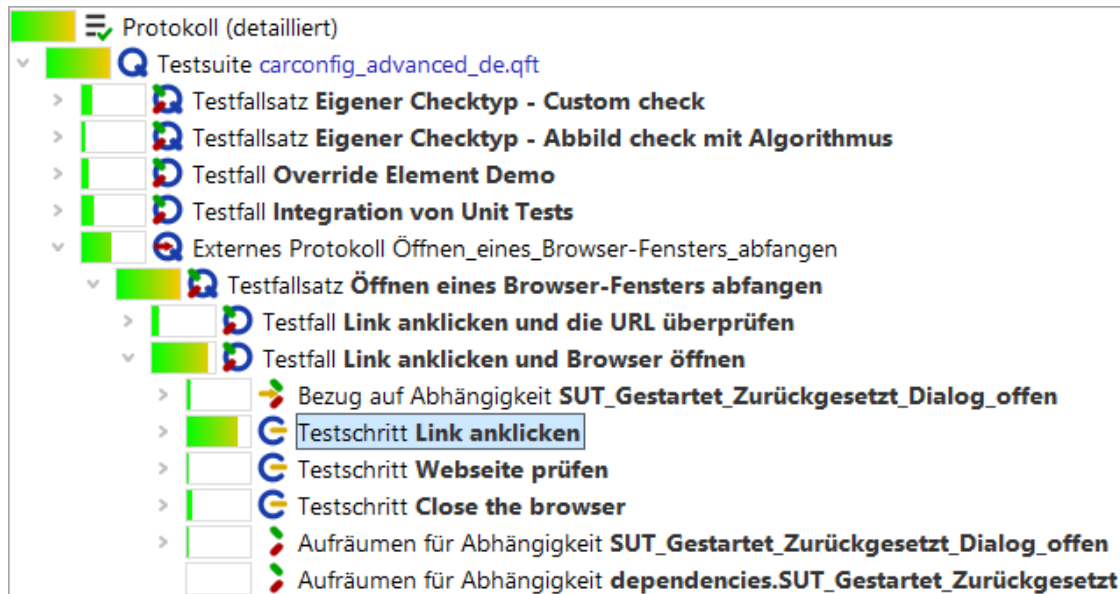 Protokoll (detailliert)
Testsuite carconfig_advanced_de.qft
Testfallsatz Eigener Checktyp - Custom check
Testfallsatz Eigener Checktyp - Abbild check mit Algorithmus
Testfall Override Element Demo
Testfall Integration von Unit Tests
Externes Protokoll Öffnen_eines_Browser-Fensters_abfangen
Testfallsatz Öffnen eines Browser-Fensters abfangen
Testfall Link anklicken und die URL überprüfen
Testfall Link anklicken und Browser öffnen
Bezug auf Abhängigkeit SUT_Gestartet_Zurückgesetzt_Dialog_offen
Testschritt Link anklicken
Testschritt Webseite prüfen
Testschritt Close the browser
Aufräumen für Abhängigkeit SUT_Gestartet_Zurückgesetzt_Dialog_offen
Aufräumen für Abhängigkeit dependencies.SUT_Gestartet_Zurückgesetzt